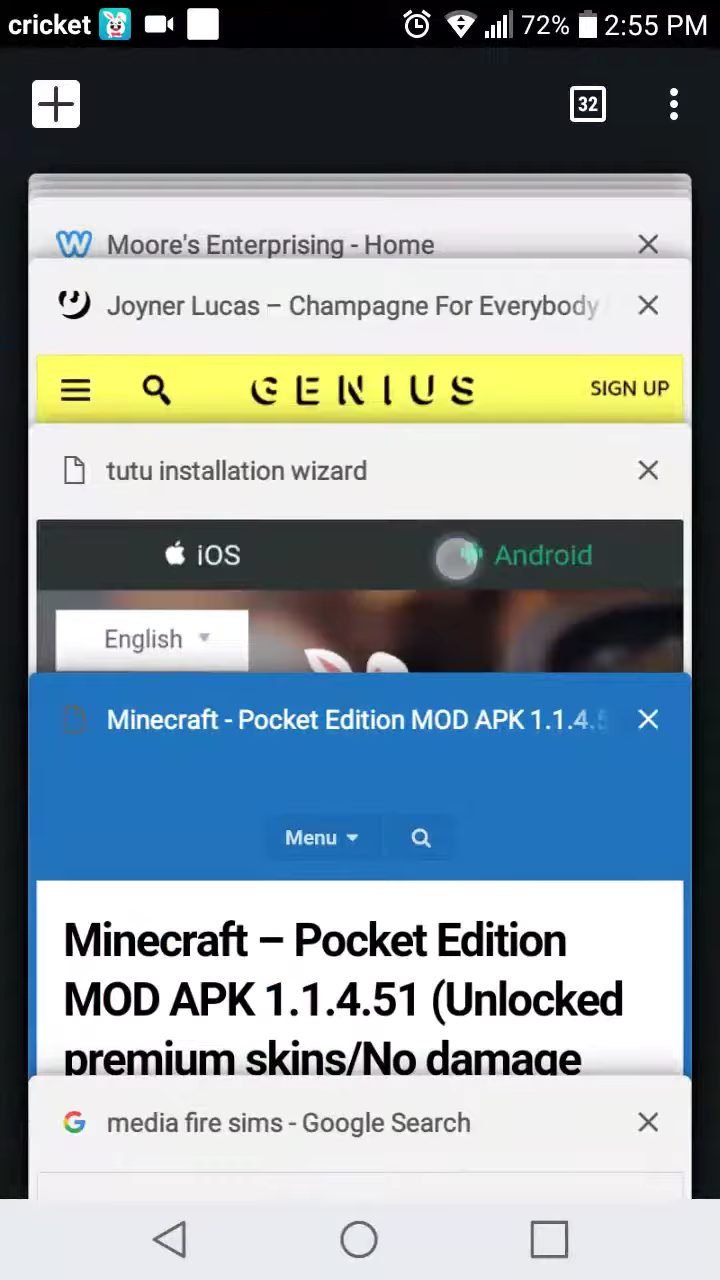 cricket 72% 2:55 PM
32
Moore's Enterprising - Home
Joyner Lucas – Champagne For Everybody
GENIUS SIGN UP
tutu installation wizard
iOS Android
English
Minecraft - Pocket Edition MOD APK 1.1.4.5
Menu
Minecraft – Pocket Edition
MOD APK 1.1.4.51 (Unlocked
premium skins/No damage
media fire sims - Google Search